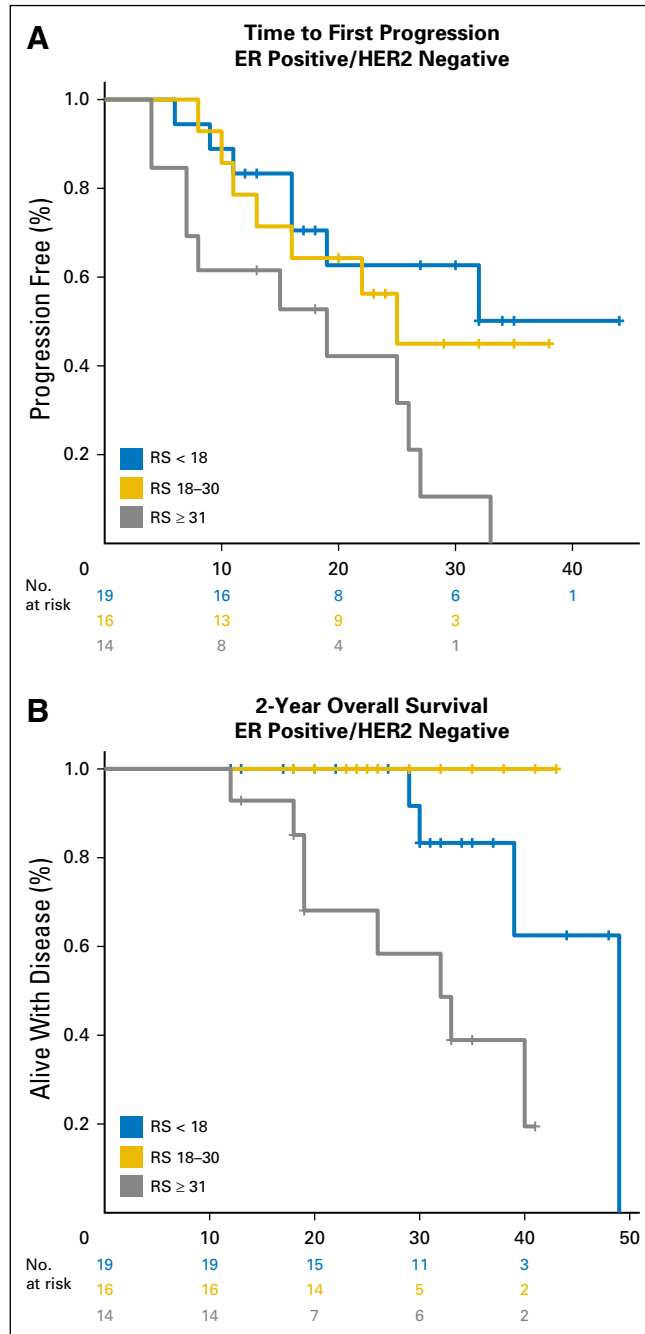 A
Time to First Progression
ER Positive/HER2 Negative
Progression Free (%)
1.0
0.8
0.6
0.4
0.2
RS < 18
RS 18–30
RS ≥ 31
0 10 20 30 40
No.
at risk
19 16 8 6 1
16 13 9 3
14 8 4 1
B
2-Year Overall Survival
ER Positive/HER2 Negative
Alive With Disease (%)
1.0
0.8
0.6
0.4
0.2
RS < 18
RS 18–30
RS ≥ 31
0 10 20 30 40 50
No.
at risk
19 19 15 11 3
16 16 14 5 2
14 14 7 6 2